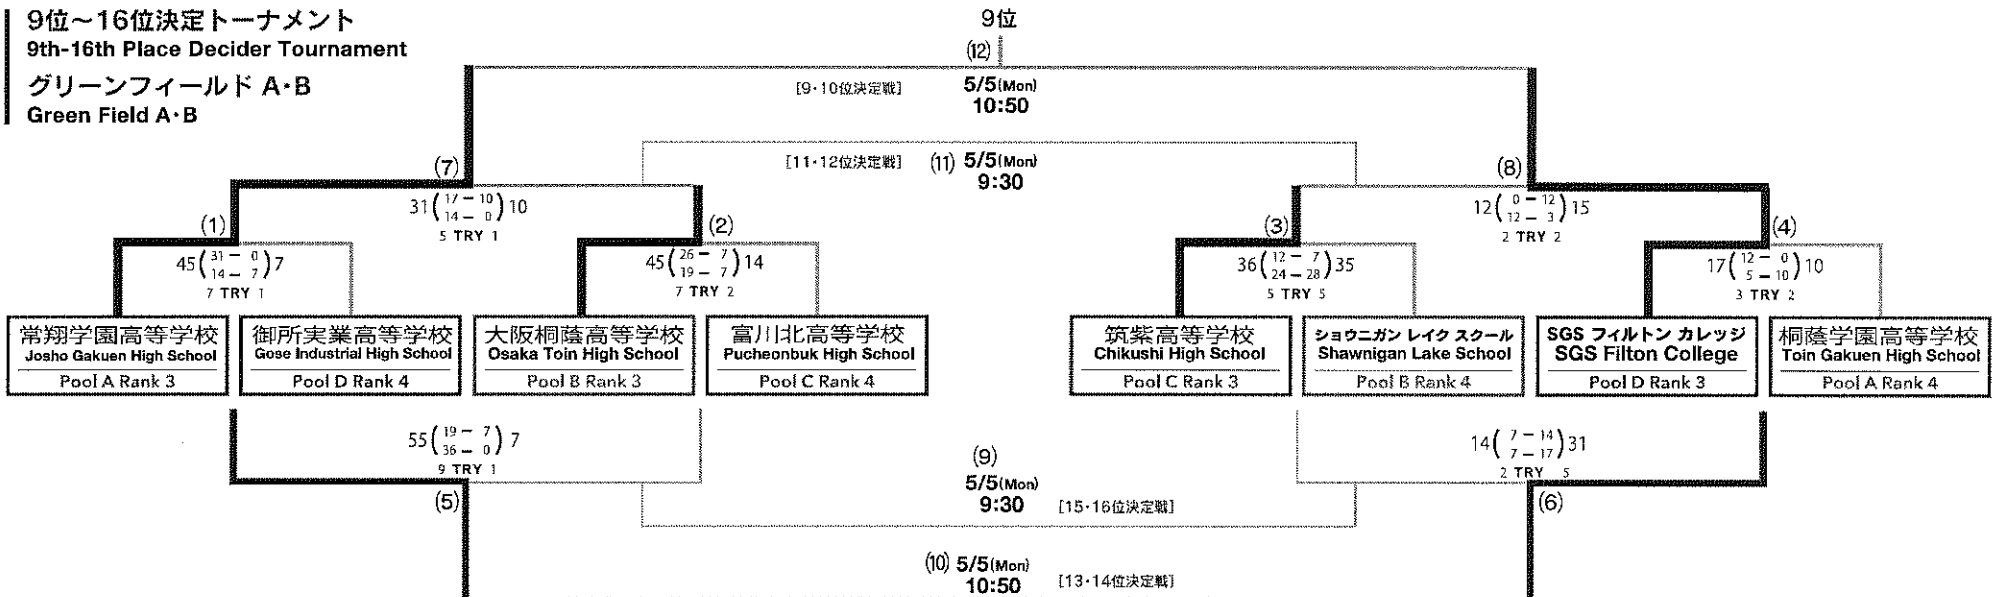 9位～16位決定トーナメント
9th-16th Place Decider Tournament
グリーンフィールド A・B
Green Field A・B
9位
(12)
[9・10位決定戦]
5/5(Mon)
10:50
[11・12位決定戦]
(11) 5/5(Mon)
9:30
(7)
31(17－10 14－0)10
5 TRY 1
(8)
12(0－12 12－3)15
2 TRY 2
(1)
45(31－0 14－7)7
7 TRY 1
(2)
45(26－7 19－7)14
7 TRY 2
(3)
36(12－7 24－28)35
5 TRY 5
(4)
17(12－0 5－10)10
3 TRY 2
常翔学園高等学校
Josho Gakuen High School
Pool A Rank 3
御所実業高等学校
Gose Industrial High School
Pool D Rank 4
大阪桐蔭高等学校
Osaka Toin High School
Pool B Rank 3
富川北高等学校
Pucheonbuk High School
Pool C Rank 4
筑紫高等学校
Chikushi High School
Pool C Rank 3
ショウニガン レイク スクール
Shawnigan Lake School
Pool B Rank 4
SGS フィルトン カレッジ
SGS Filton College
Pool D Rank 3
桐蔭学園高等学校
Toin Gakuen High School
Pool A Rank 4
55(19－7 36－0)7
9 TRY 1
(5)
14(7－14 7－17)31
2 TRY 5
(6)
(9)
5/5(Mon)
9:30
[15・16位決定戦]
(10) 5/5(Mon)
10:50
[13・14位決定戦]